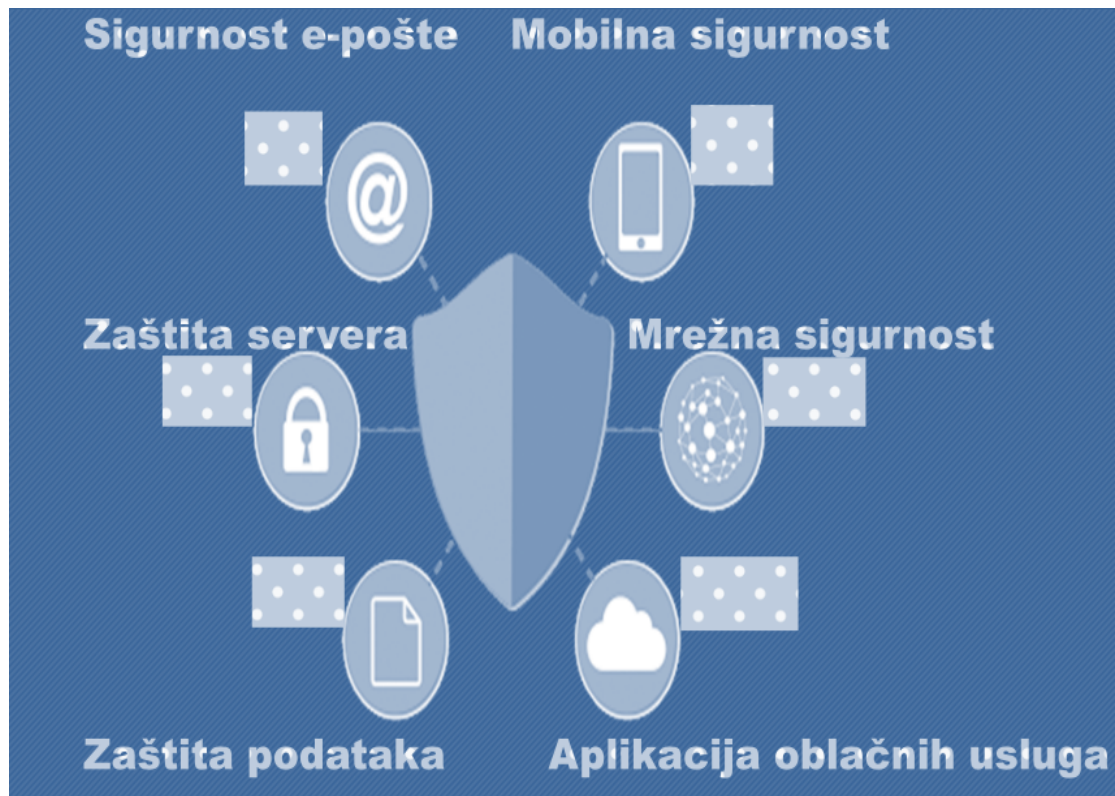 Sigurnost e-pošte
Mobilna sigurnost
@
Zaštita servera
Mrežna sigurnost
Zaštita podataka
Aplikacija oblačnih usluga